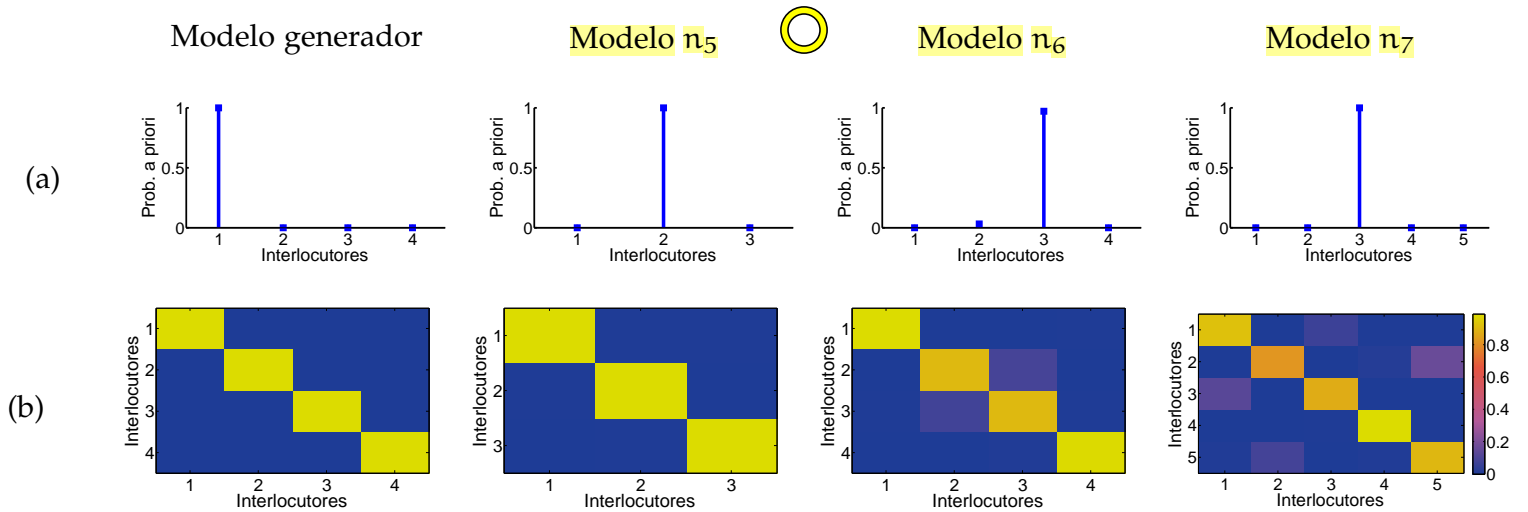 Modelo generador
Modelo n5
Modelo n6
Modelo n7
(a)
Prob. a priori
1
0.5
0
1 2 3 4
Interlocutores
Prob. a priori
1
0.5
0
1 2 3
Interlocutores
Prob. a priori
1
0.5
0
1 2 3 4
Interlocutores
Prob. a priori
1
0.5
0
1 2 3 4 5
Interlocutores
(b)
Interlocutores
1
2
3
4
1 2 3 4
Interlocutores
Interlocutores
1
2
3
1 2 3
Interlocutores
Interlocutores
1
2
3
4
1 2 3 4
Interlocutores
Interlocutores
1
2
3
4
5
1 2 3 4 5
Interlocutores
0.8
0.6
0.4
0.2
0